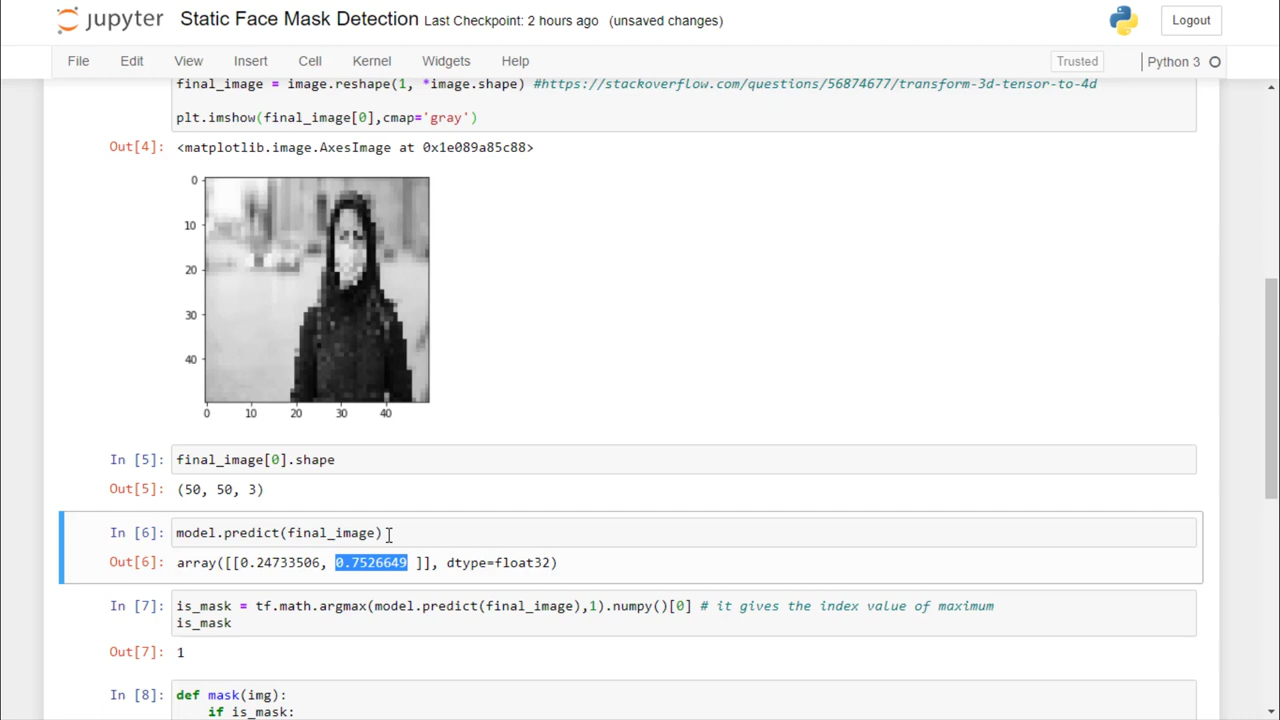 jupyter Static Face Mask Detection Last Checkpoint: 2 hours ago (unsaved changes) Logout
File Edit View Insert Cell Kernel Widgets Help Trusted Python 3
final_image = image.reshape(1, *image.shape) #https://stackoverflow.com/questions/56874677/transform-3d-tensor-to-4d
plt.imshow(final_image[0],cmap='gray')
Out[4]: <matplotlib.image.AxesImage at 0x1e089a85c88>
0
10
20
30
40
0 10 20 30 40
In [5]: final_image[0].shape
Out[5]: (50, 50, 3)
In [6]: model.predict(final_image)
Out[6]: array([[0.24733506, 0.7526649 ]], dtype=float32)
In [7]: is_mask = tf.math.argmax(model.predict(final_image),1).numpy()[0] # it gives the index value of maximum
is_mask
Out[7]: 1
In [8]: def mask(img):
if is_mask: